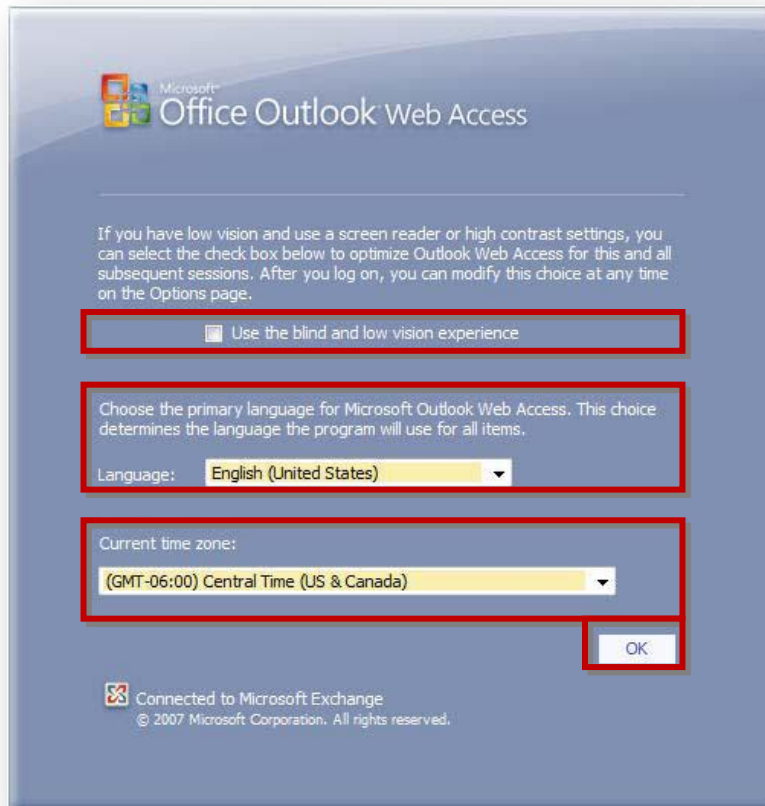 Microsoft®
Office Outlook Web Access
If you have low vision and use a screen reader or high contrast settings, you
can select the check box below to optimize Outlook Web Access for this and all
subsequent sessions. After you log on, you can modify this choice at any time
on the Options page.
Use the blind and low vision experience
Choose the primary language for Microsoft Outlook Web Access. This choice
determines the language the program will use for all items.
Language: English (United States)
Current time zone:
(GMT-06:00) Central Time (US & Canada)
OK
Connected to Microsoft Exchange
© 2007 Microsoft Corporation. All rights reserved.